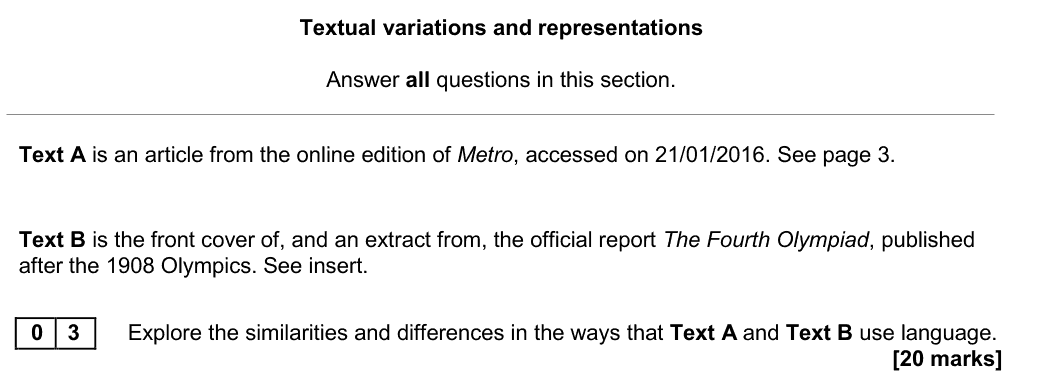 Textual variations and representations
Answer all questions in this section.
Text A is an article from the online edition of Metro, accessed on 21/01/2016. See page 3.
Text B is the front cover of, and an extract from, the official report The Fourth Olympiad, published
after the 1908 Olympics. See insert.
0 3 Explore the similarities and differences in the ways that Text A and Text B use language.
[20 marks]